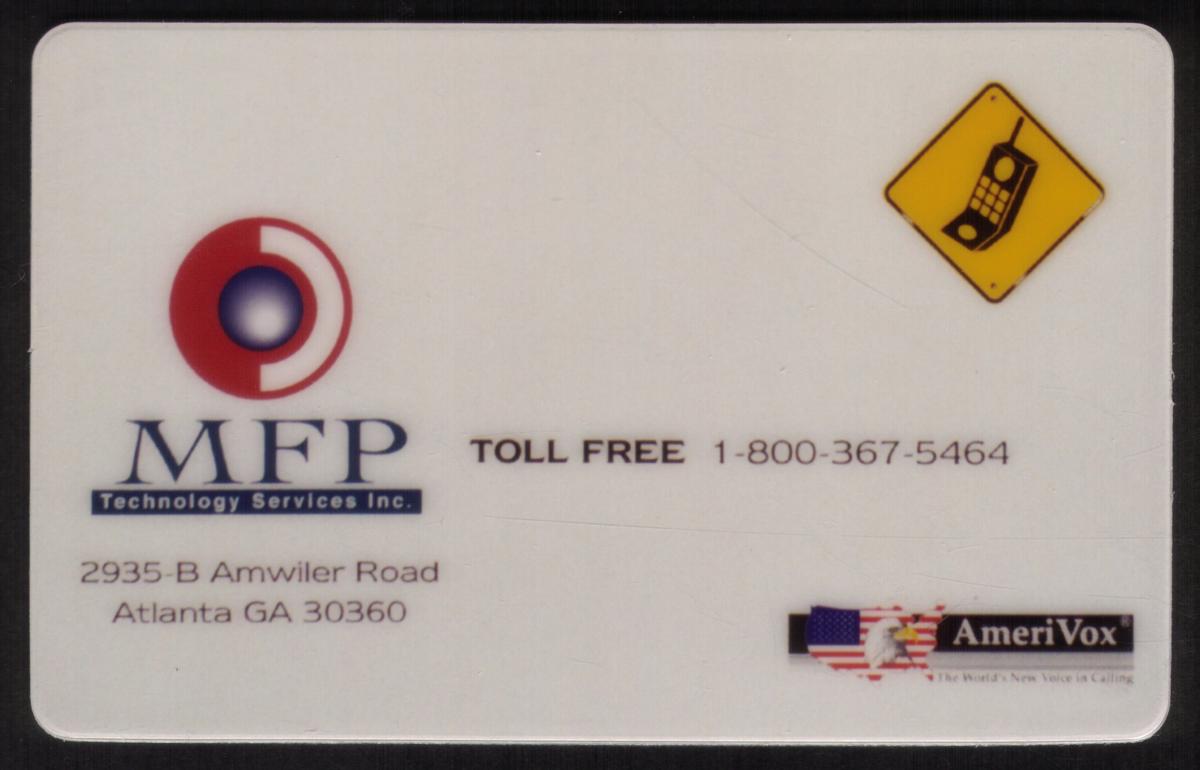 MFP
Technology Services Inc.
TOLL FREE 1-800-367-5464
2935-B Amwiler Road
Atlanta GA 30360
AmeriVox®
The World's New Voice in Calling